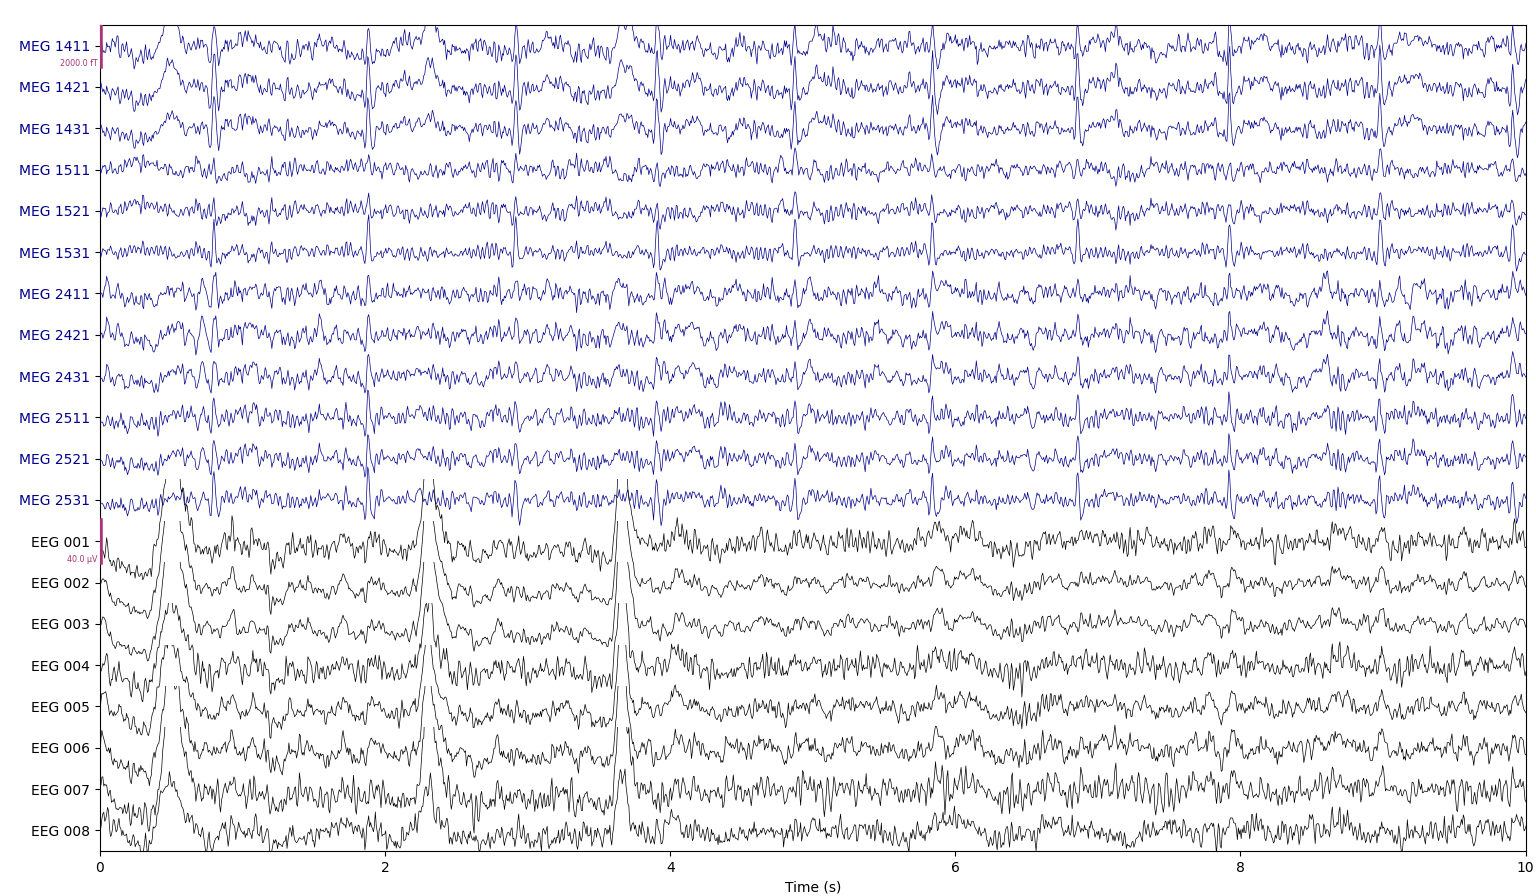 MEG 1411
2000.0 fT
MEG 1421
MEG 1431
MEG 1511
MEG 1521
MEG 1531
MEG 2411
MEG 2421
MEG 2431
MEG 2511
MEG 2521
MEG 2531
EEG 001
40.0 µV
EEG 002
EEG 003
EEG 004
EEG 005
EEG 006
EEG 007
EEG 008
0 2 4 6 8 10
Time (s)